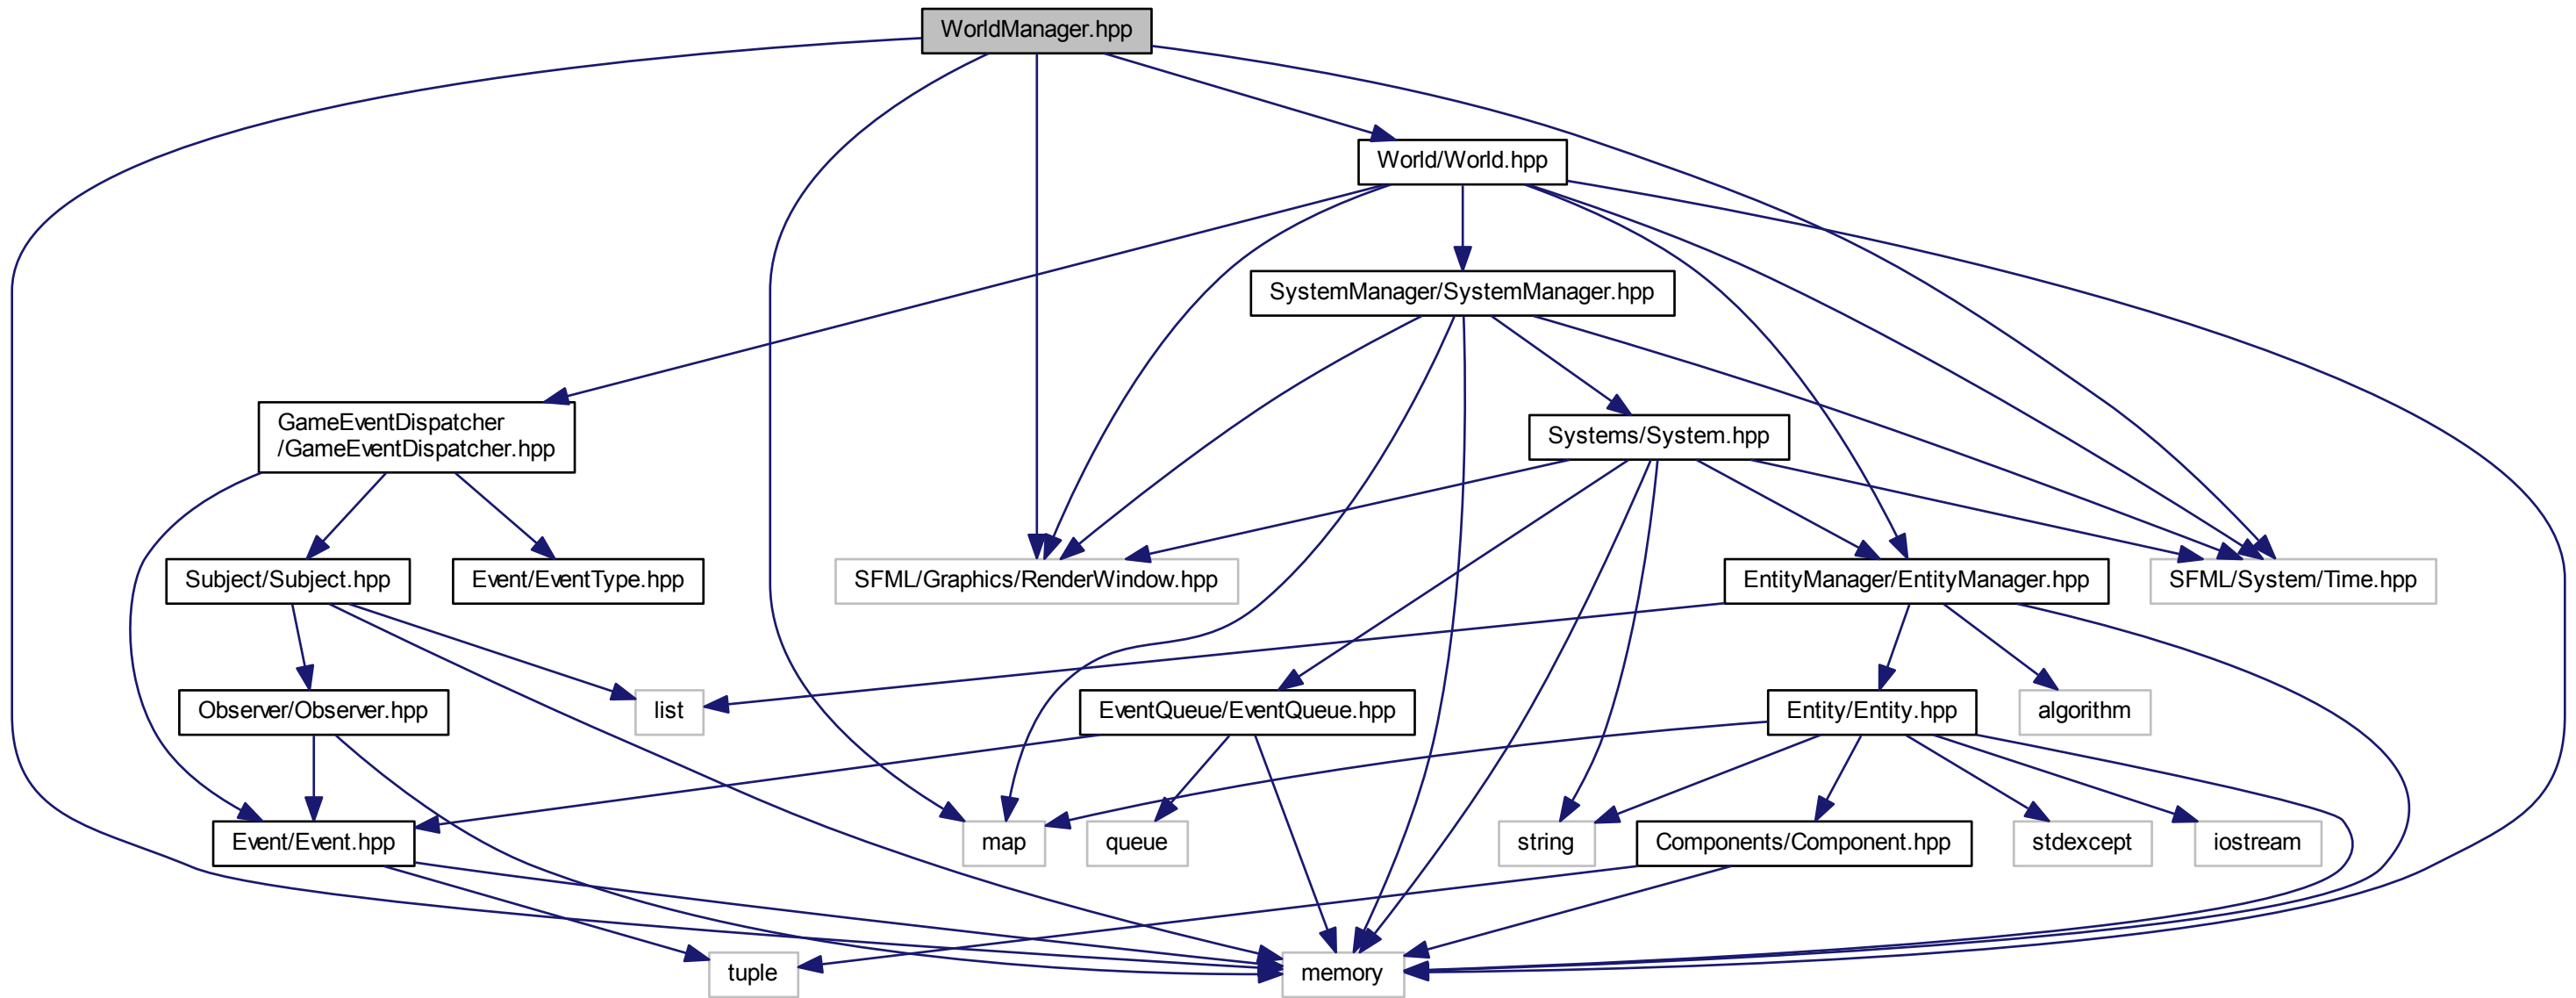 WorldManager.hpp
World/World.hpp
SystemManager/SystemManager.hpp
GameEventDispatcher
/GameEventDispatcher.hpp
Systems/System.hpp
Subject/Subject.hpp
Event/EventType.hpp
SFML/Graphics/RenderWindow.hpp
EntityManager/EntityManager.hpp
SFML/System/Time.hpp
Observer/Observer.hpp
list
EventQueue/EventQueue.hpp
Entity/Entity.hpp
algorithm
Event/Event.hpp
map
queue
string
Components/Component.hpp
stdexcept
iostream
tuple
memory